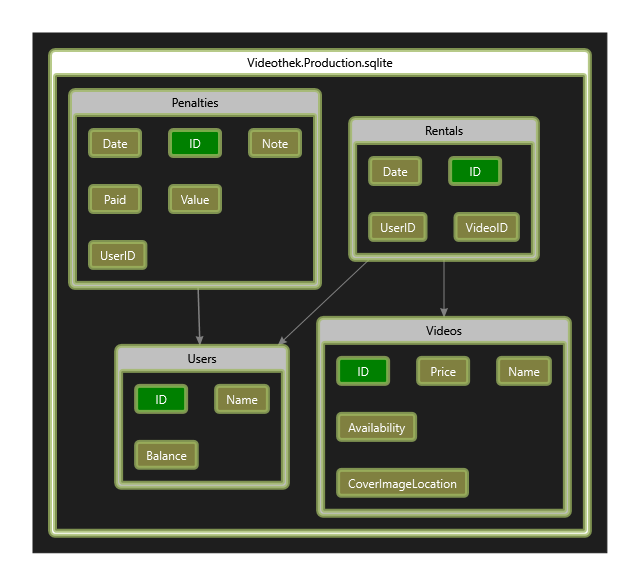 Videothek.Production.sqlite
Penalties
Date ID Note
Paid Value
UserID
Rentals
Date ID
UserID VideoID
Users
ID Name
Balance
Videos
ID Price Name
Availability
CoverImageLocation